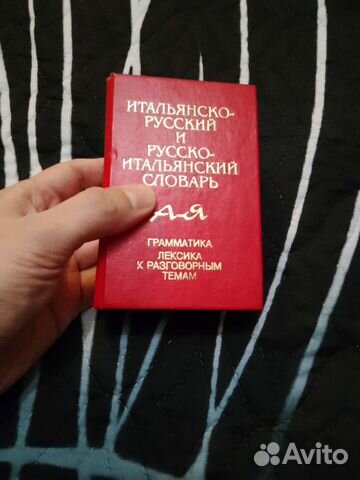 ИТАЛЬЯНСКО-
РУССКИЙ
И
РУССКО-
ИТАЛЬЯНСКИЙ
СЛОВАРЬ
А-Я
ГРАММАТИКА
ЛЕКСИКА
К РАЗГОВОРНЫМ
ТЕМАМ
Avito